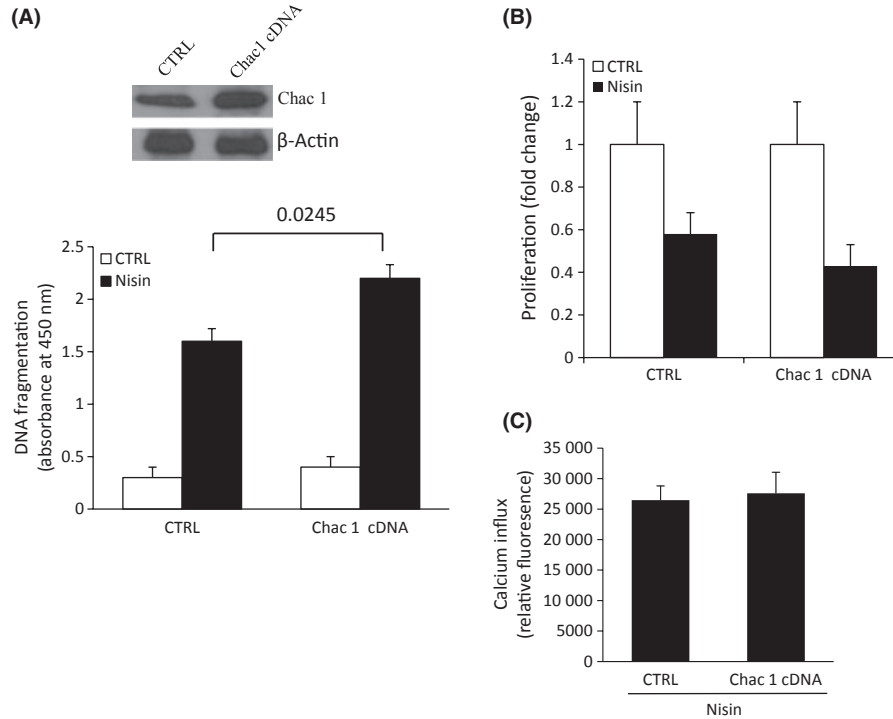 (A)
CTRL
Chac1 cDNA
Chac 1
β-Actin
0.0245
DNA fragmentation
(absorbance at 450 nm)
2.5
2
1.5
1
0.5
0
CTRL
Nisin
CTRL
Chac 1 cDNA
(B)
Proliferation (fold change)
1.4
1.2
1
0.8
0.6
0.4
0.2
0
CTRL
Nisin
CTRL
Chac 1 cDNA
(C)
Calcium influx
(relative fluoresence)
35 000
30 000
25 000
20 000
15 000
10 000
5000
0
CTRL
Chac 1 cDNA
Nisin